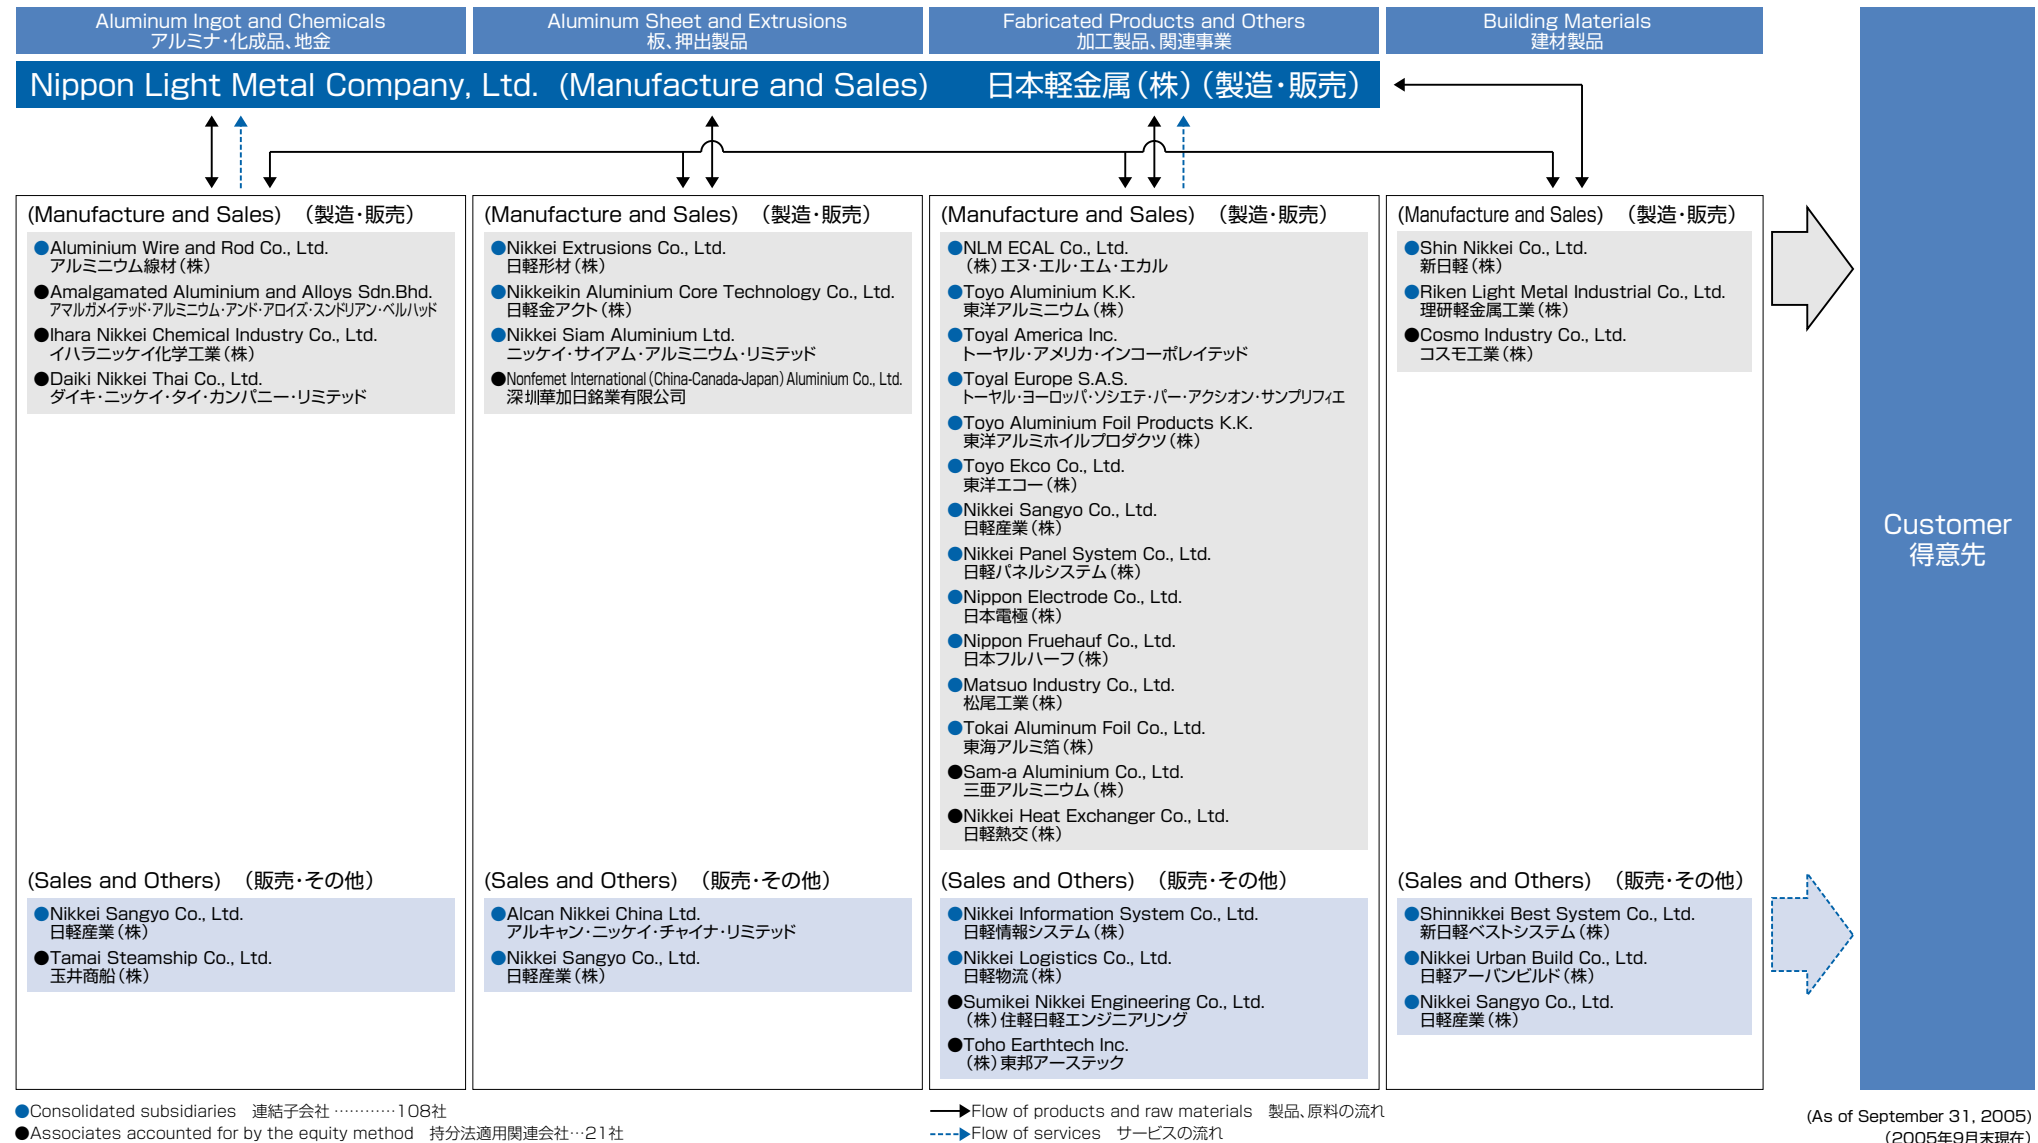 Aluminum Ingot and Chemicals
アルミナ・化成品、地金
Aluminum Sheet and Extrusions
板、押出製品
Fabricated Products and Others
加工製品、関連事業
Building Materials
建材製品
Nippon Light Metal Company, Ltd. (Manufacture and Sales) 日本軽金属(株)(製造・販売)
(Manufacture and Sales) (製造・販売)
●Aluminium Wire and Rod Co., Ltd.
アルミニウム線材(株)
●Amalgamated Aluminium and Alloys Sdn.Bhd.
アマルガメイテッド・アルミニウム・アンド・アロイズ・スンドリアン・ベルハッド
●Ihara Nikkei Chemical Industry Co., Ltd.
イハラニッケイ化学工業(株)
●Daiki Nikkei Thai Co., Ltd.
ダイキ・ニッケイ・タイ・カンパニー・リミテッド
(Sales and Others) (販売・その他)
●Nikkei Sangyo Co., Ltd.
日軽産業(株)
●Tamai Steamship Co., Ltd.
玉井商船(株)
(Manufacture and Sales) (製造・販売)
●Nikkei Extrusions Co., Ltd.
日軽形材(株)
●Nikkeikin Aluminium Core Technology Co., Ltd.
日軽金アクト(株)
●Nikkei Siam Aluminium Ltd.
ニッケイ・サイアム・アルミニウム・リミテッド
●Nonfemet International (China-Canada-Japan) Aluminium Co., Ltd.
深圳華加日鋁業有限公司
(Sales and Others) (販売・その他)
●Alcan Nikkei China Ltd.
アルキャン・ニッケイ・チャイナ・リミテッド
●Nikkei Sangyo Co., Ltd.
日軽産業(株)
(Manufacture and Sales) (製造・販売)
●NLM ECAL Co., Ltd.
(株)エヌ・エル・エム・エカル
●Toyo Aluminium K.K.
東洋アルミニウム(株)
●Toyal America Inc.
トーヤル・アメリカ・インコーポレイテッド
●Toyal Europe S.A.S.
トーヤル・ヨーロッパ・ソシエテ・パー・アクシオン・サンプリフィエ
●Toyo Aluminium Foil Products K.K.
東洋アルミホイルプロダクツ(株)
●Toyo Ekco Co., Ltd.
東洋エコー(株)
●Nikkei Sangyo Co., Ltd.
日軽産業(株)
●Nikkei Panel System Co., Ltd.
日軽パネルシステム(株)
●Nippon Electrode Co., Ltd.
日本電極(株)
●Nippon Fruehauf Co., Ltd.
日本フルハーフ(株)
●Matsuo Industry Co., Ltd.
松尾工業(株)
●Tokai Aluminum Foil Co., Ltd.
東海アルミ箔(株)
●Sam-a Aluminium Co., Ltd.
三亜アルミニウム(株)
●Nikkei Heat Exchanger Co., Ltd.
日軽熱交(株)
(Sales and Others) (販売・その他)
●Nikkei Information System Co., Ltd.
日軽情報システム(株)
●Nikkei Logistics Co., Ltd.
日軽物流(株)
●Sumikei Nikkei Engineering Co., Ltd.
(株)住軽日軽エンジニアリング
●Toho Earthtech Inc.
(株)東邦アーステック
(Manufacture and Sales) (製造・販売)
●Shin Nikkei Co., Ltd.
新日軽(株)
●Riken Light Metal Industrial Co., Ltd.
理研軽金属工業(株)
●Cosmo Industry Co., Ltd.
コスモ工業(株)
(Sales and Others) (販売・その他)
●Shinnikkei Best System Co., Ltd.
新日軽ベストシステム(株)
●Nikkei Urban Build Co., Ltd.
日軽アーバンビルド(株)
●Nikkei Sangyo Co., Ltd.
日軽産業(株)
Customer
得意先
●Consolidated subsidiaries 連結子会社 …………108社
●Associates accounted for by the equity method 持分法適用関連会社…21社
Flow of products and raw materials 製品、原料の流れ
Flow of services サービスの流れ
(As of September 31, 2005)
(2005年9月末現在)